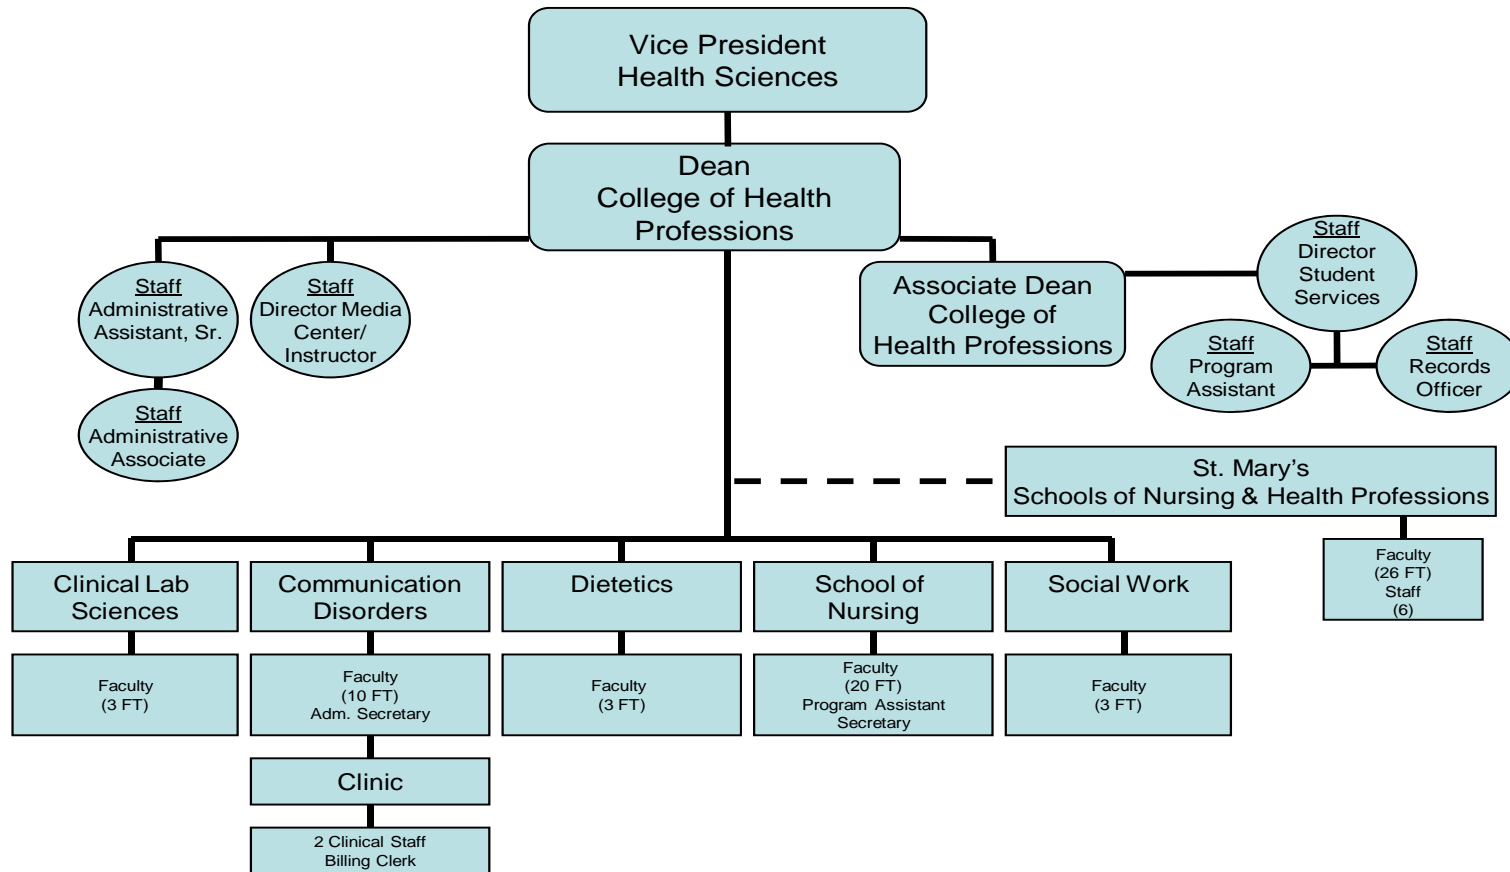 Vice President
Health Sciences
Dean
College of Health
Professions
Staff
Administrative
Assistant, Sr.
Staff
Director Media
Center/
Instructor
Staff
Administrative
Associate
Associate Dean
College of
Health Professions
Staff
Director
Student
Services
Staff
Program
Assistant
Staff
Records
Officer
St. Mary’s
Schools of Nursing & Health Professions
Faculty
(26 FT)
Staff
(6)
Clinical Lab
Sciences
Communication
Disorders
Dietetics
School of
Nursing
Social Work
Faculty
(3 FT)
Faculty
(10 FT)
Adm. Secretary
Faculty
(3 FT)
Faculty
(20 FT)
Program Assistant
Secretary
Faculty
(3 FT)
Clinic
2 Clinical Staff
Billing Clerk